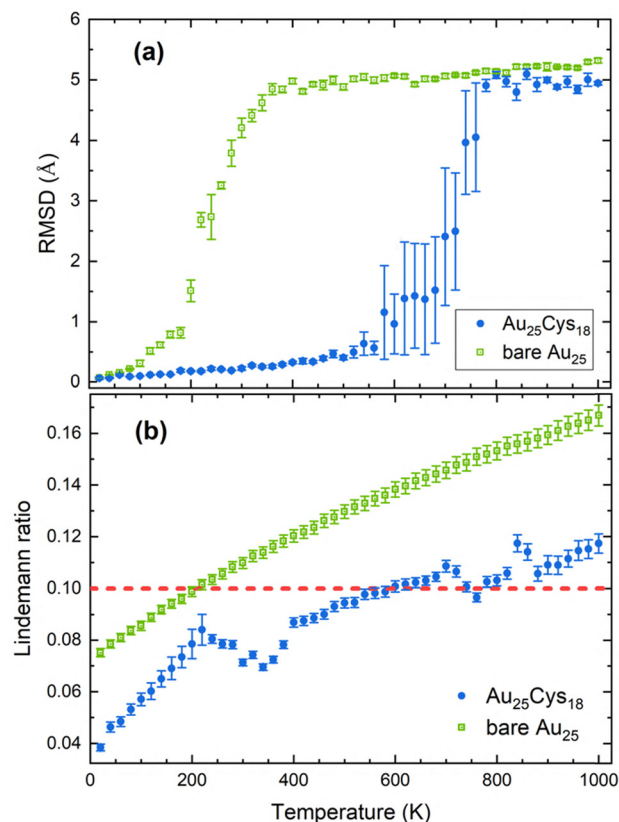 (a)
6
5
4
3
2
1
0
RMSD (Å)
Au₂₅Cys₁₈
bare Au₂₅
(b)
0.16
0.14
0.12
0.10
0.08
0.06
0.04
Lindemann ratio
Au₂₅Cys₁₈
bare Au₂₅
0 200 400 600 800 1000
Temperature (K)